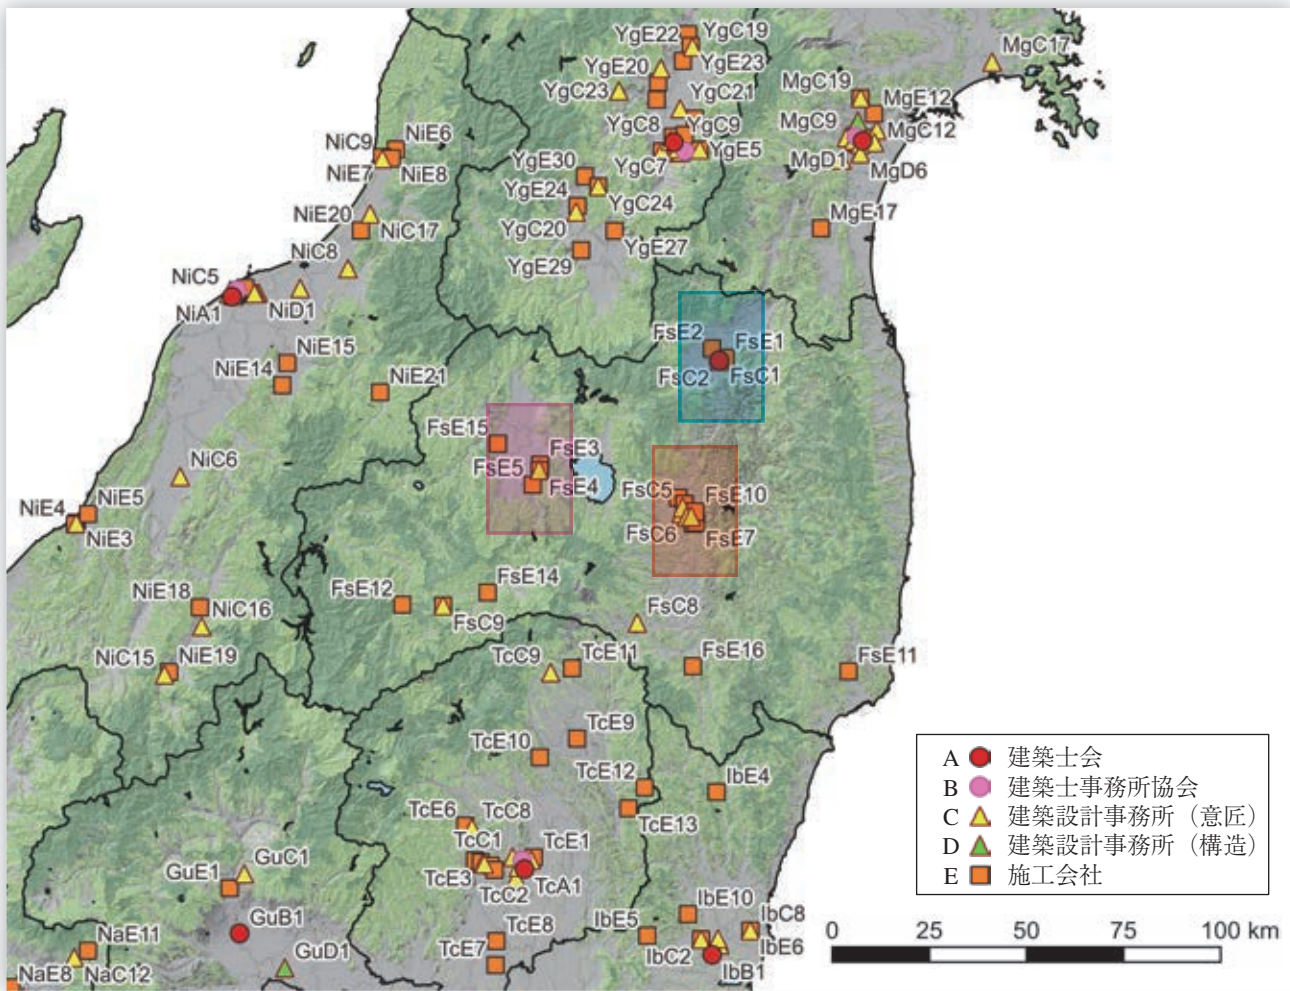 YgE22
YgC19
YgE20
YgE23
YgC23
YgC21
YgC8
YgC9
YgC7
YgE5
YgE30
YgE24
YgC24
YgC20
YgE27
YgE29
MgC17
MgC19
MgE12
MgC9
MgC12
MgD1
MgD6
MgE17
NiE6
NiC9
NiE7
NiE8
NiE20
NiC17
NiC8
NiC5
NiA1
NiD1
NiE15
NiE14
NiE21
NiC6
NiE5
NiE4
NiE3
NiE18
NiC16
NiC15
NiE19
FsE2
FsE1
FsC2
FsC1
FsE15
FsE3
FsE5
FsE4
FsC5
FsE10
FsC6
FsE7
FsE12
FsE14
FsC9
FsC8
FsE16
FsE11
TcC9
TcE11
TcE9
TcE10
TcE12
TcE13
TcE6
TcC8
TcC1
TcE1
TcE3
TcC2
TcA1
TcE8
TcE7
IbE4
IbE10
IbC8
IbE5
IbE6
IbC2
IbB1
GuC1
GuE1
GuB1
GuD1
NaE11
NaE8
NaC12
A 建築士会
B 建築士事務所協会
C 建築設計事務所（意匠）
D 建築設計事務所（構造）
E 施工会社
0 25 50 75 100 km